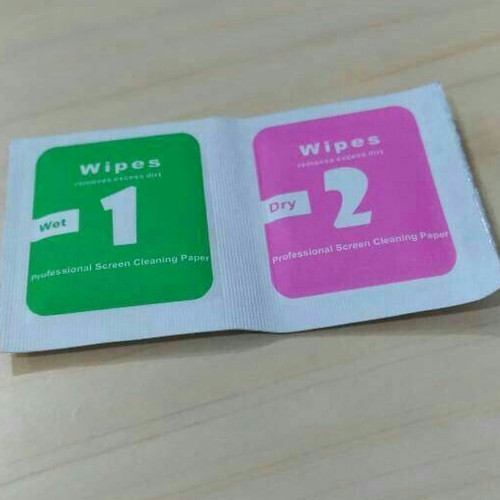 Wipes
removes excess dirt
Wet
1
Professional Screen Cleaning Paper
Wipes
removes excess dirt
Dry
2
Professional Screen Cleaning Paper